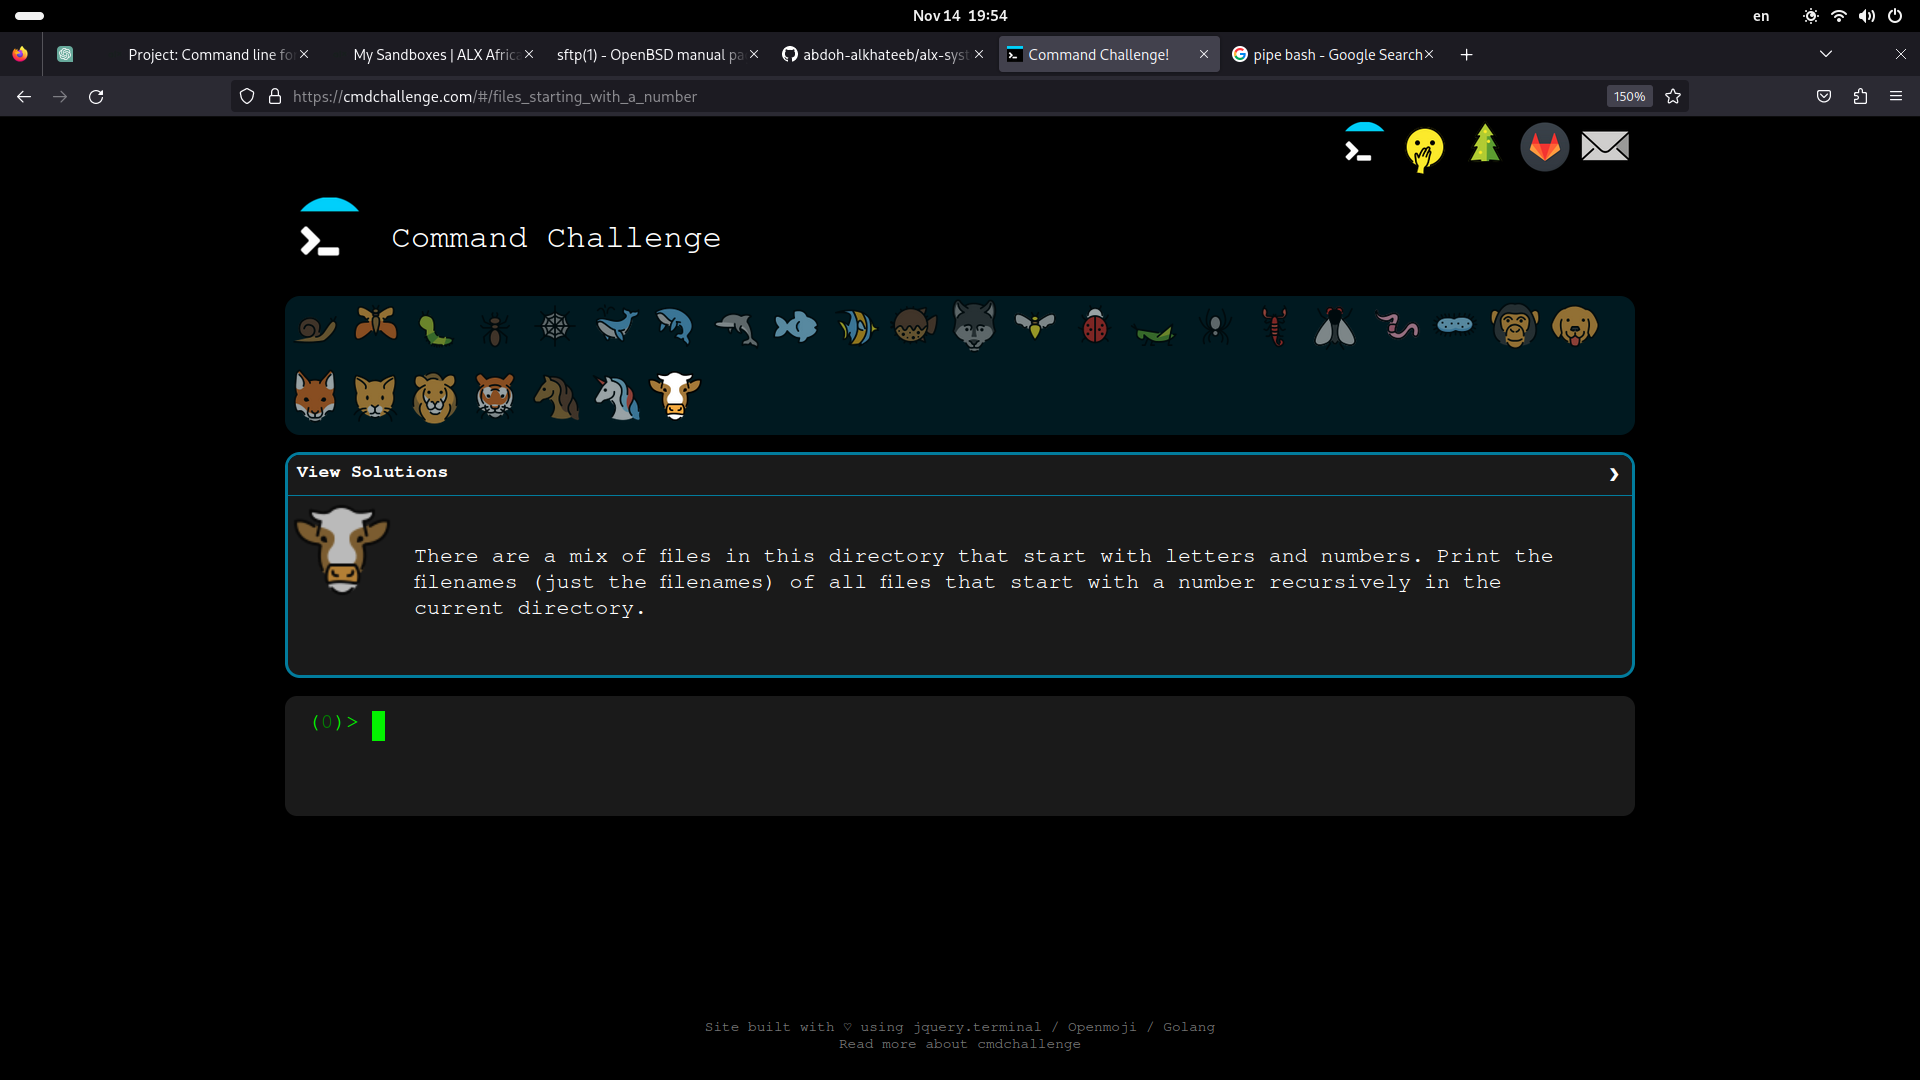 Nov 14 19:54
en
Project: Command line fo
My Sandboxes | ALX Africa
sftp(1) - OpenBSD manual pa
abdoh-alkhateeb/alx-syst
Command Challenge!
pipe bash - Google Search
https://cmdchallenge.com/#/files_starting_with_a_number
150%
Command Challenge
View Solutions
There are a mix of files in this directory that start with letters and numbers. Print the
filenames (just the filenames) of all files that start with a number recursively in the
current directory.
(0)>
Site built with ♡ using jquery.terminal / Openmoji / Golang
Read more about cmdchallenge